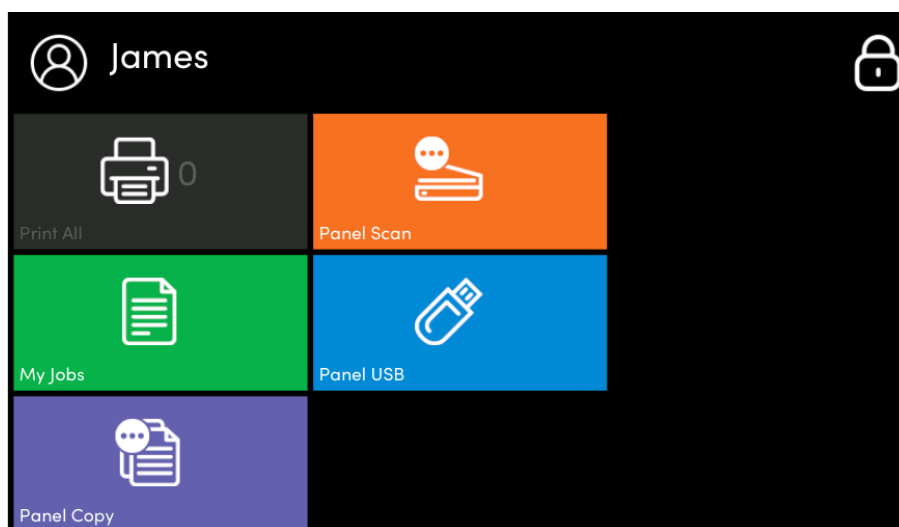 James
0
Print All
Panel Scan
My Jobs
Panel USB
Panel Copy